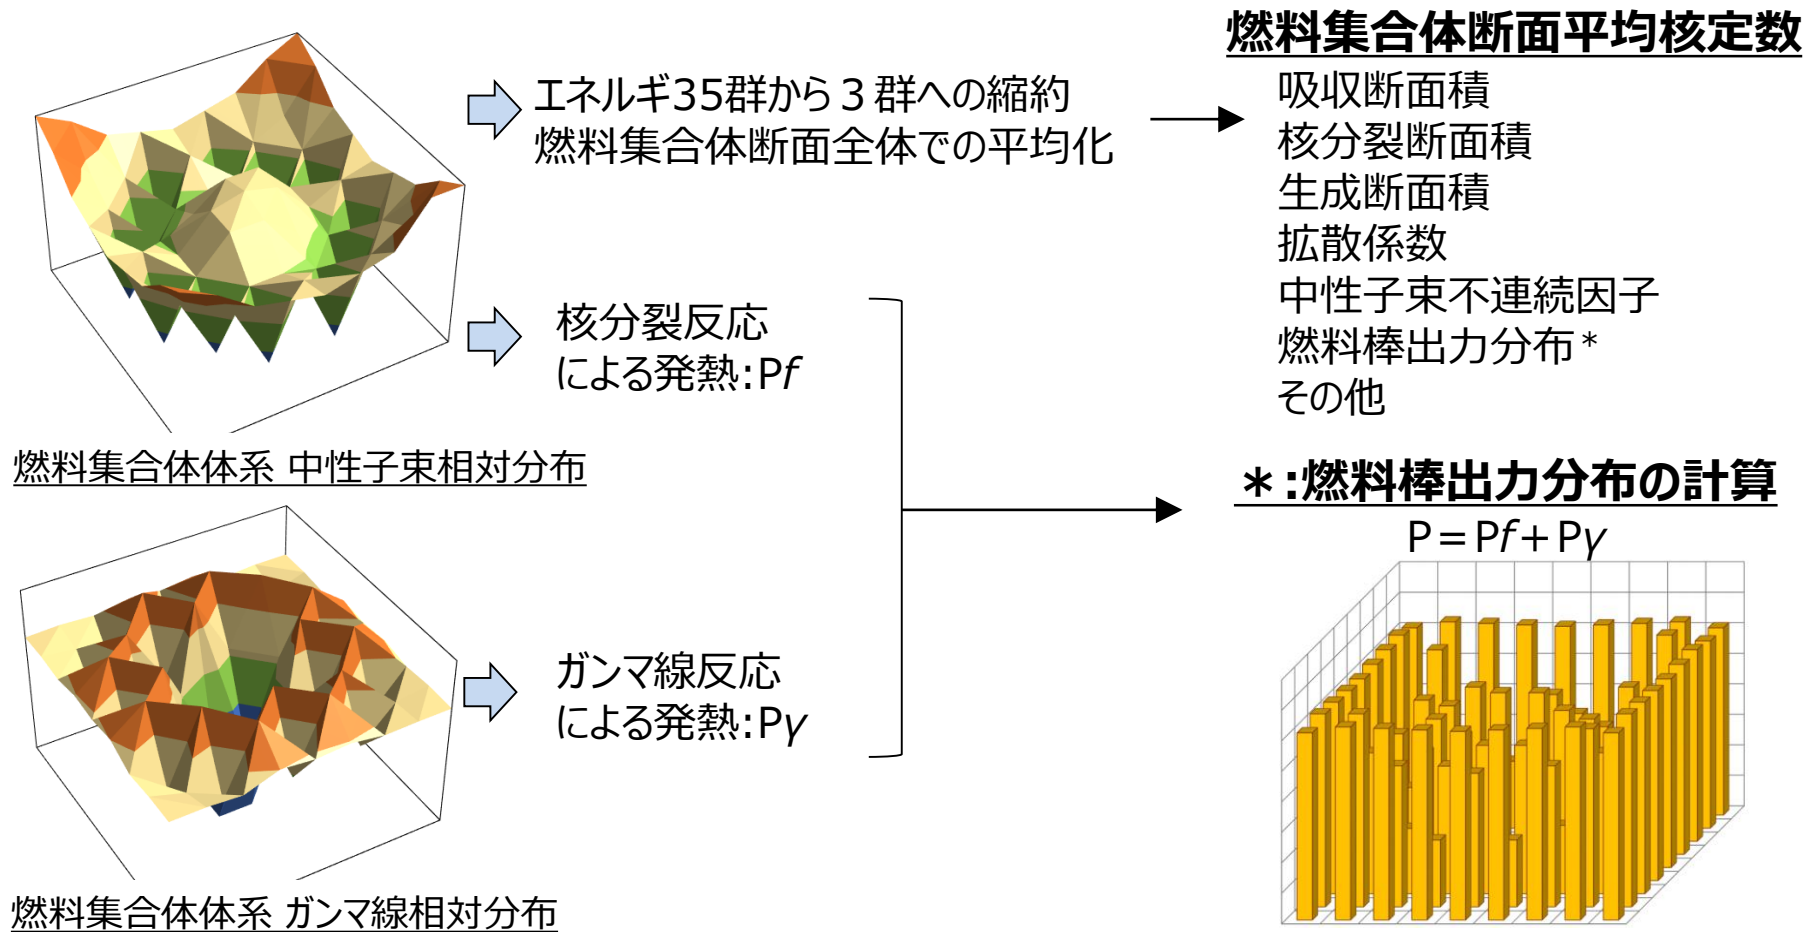 燃料集合体断面平均核定数
エネルギ35群から３群への縮約
燃料集合体断面全体での平均化
吸収断面積
核分裂断面積
生成断面積
拡散係数
中性子束不連続因子
燃料棒出力分布*
その他
核分裂反応
による発熱:Pf
燃料集合体体系 中性子束相対分布
＊:燃料棒出力分布の計算
P＝Pf＋Pγ
ガンマ線反応
による発熱:Pγ
燃料集合体体系 ガンマ線相対分布